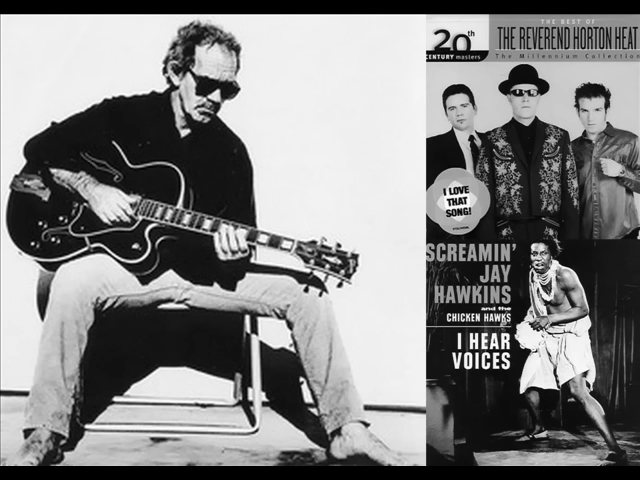 THE BEST OF
20th
CENTURY masters
THE REVEREND HORTON HEAT
The Millennium Collection
I LOVE
THAT
SONG!
SCREAMIN'
JAY
HAWKINS
and the
CHICKEN HAWKS
I HEAR
VOICES